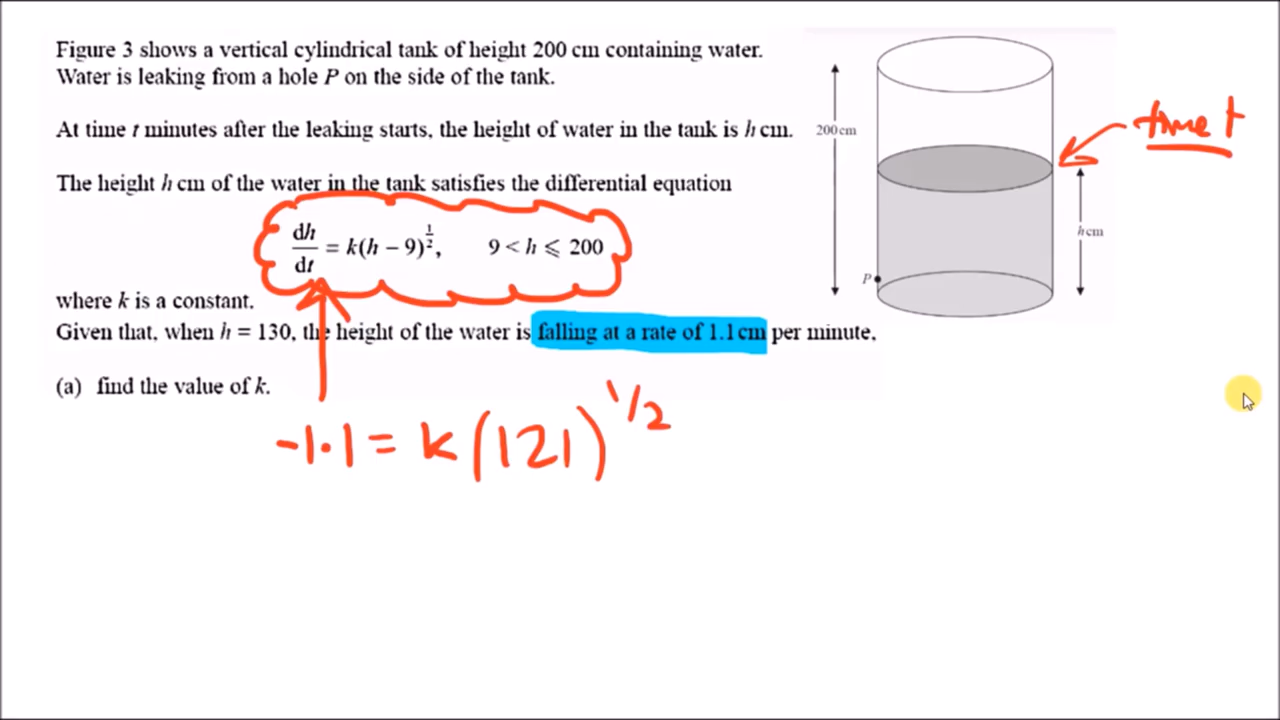 Figure 3 shows a vertical cylindrical tank of height 200 cm containing water.
Water is leaking from a hole P on the side of the tank.
At time t minutes after the leaking starts, the height of water in the tank is h cm.
The height h cm of the water in the tank satisfies the differential equation
dh/dt = k(h − 9)^(1/2), 9 < h ⩽ 200
where k is a constant.
Given that, when h = 130, the height of the water is falling at a rate of 1.1 cm per minute,
(a) find the value of k.
-1.1 = k(121)^(1/2)
200 cm
time t
h cm
P